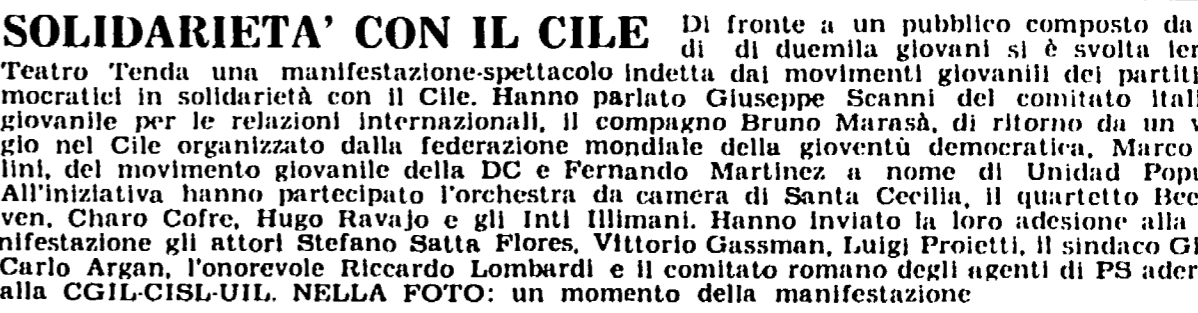 SOLIDARIETA' CON IL CILE Di fronte a un pubblico composto da
di di duemila giovani si è svolta ier
Teatro Tenda una manifestazione-spettacolo indetta dai movimenti giovanili dei partiti
mocratici in solidarietà con il Cile. Hanno parlato Giuseppe Scanni del comitato itali
giovanile per le relazioni internazionali, il compagno Bruno Marasà, di ritorno da un v
gio nel Cile organizzato dalla federazione mondiale della gioventù democratica, Marco
lini, del movimento giovanile della DC e Fernando Martinez a nome di Unidad Popu
All'iniziativa hanno partecipato l'orchestra da camera di Santa Cecilia, il quartetto Bee
ven, Charo Cofre, Hugo Ravajo e gli Inti Illimani. Hanno inviato la loro adesione alla
nifestazione gli attori Stefano Satta Flores, Vittorio Gassman, Luigi Proietti, il sindaco Gi
Carlo Argan, l'onorevole Riccardo Lombardi e il comitato romano degli agenti di PS ader
alla CGIL-CISL-UIL. NELLA FOTO: un momento della manifestazione